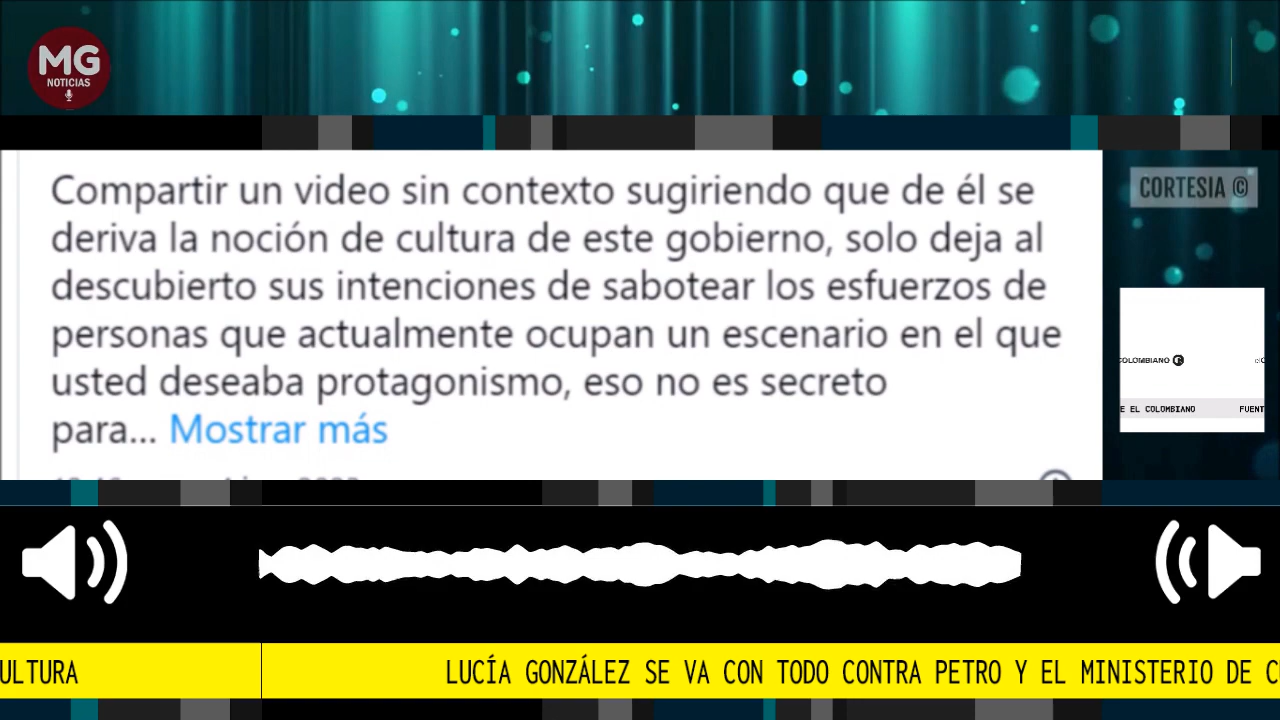 MG
NOTICIAS
Compartir un video sin contexto sugiriendo que de él se
deriva la noción de cultura de este gobierno, solo deja al
descubierto sus intenciones de sabotear los esfuerzos de
personas que actualmente ocupan un escenario en el que
usted deseaba protagonismo, eso no es secreto
para... Mostrar más
CORTESIA ©
COLOMBIANO
E EL COLOMBIANO FUENT
ULTURA
LUCÍA GONZÁLEZ SE VA CON TODO CONTRA PETRO Y EL MINISTERIO DE C